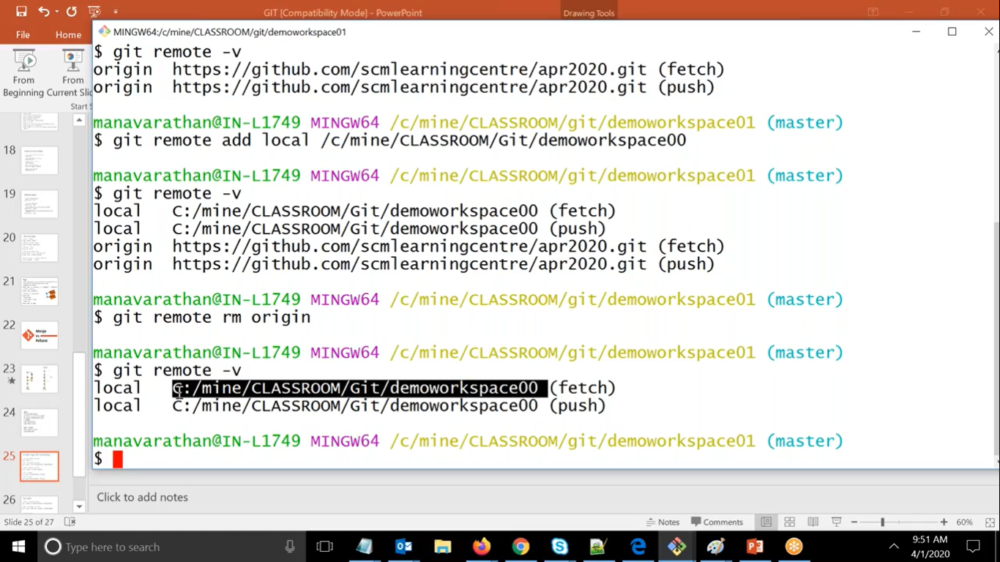 GIT [Compatibility Mode] - PowerPoint
Drawing Tools
File Home
From From
Beginning Current Slid
Start S
MINGW64:/c/mine/CLASSROOM/git/demoworkspace01
$ git remote -v
origin https://github.com/scmlearningcentre/apr2020.git (fetch)
origin https://github.com/scmlearningcentre/apr2020.git (push)
manavarathan@IN-L1749 MINGW64 /c/mine/CLASSROOM/git/demoworkspace01 (master)
$ git remote add local /c/mine/CLASSROOM/Git/demoworkspace00
manavarathan@IN-L1749 MINGW64 /c/mine/CLASSROOM/git/demoworkspace01 (master)
$ git remote -v
local C:/mine/CLASSROOM/Git/demoworkspace00 (fetch)
local C:/mine/CLASSROOM/Git/demoworkspace00 (push)
origin https://github.com/scmlearningcentre/apr2020.git (fetch)
origin https://github.com/scmlearningcentre/apr2020.git (push)
manavarathan@IN-L1749 MINGW64 /c/mine/CLASSROOM/git/demoworkspace01 (master)
$ git remote rm origin
manavarathan@IN-L1749 MINGW64 /c/mine/CLASSROOM/git/demoworkspace01 (master)
$ git remote -v
local C:/mine/CLASSROOM/Git/demoworkspace00 (fetch)
local C:/mine/CLASSROOM/Git/demoworkspace00 (push)
manavarathan@IN-L1749 MINGW64 /c/mine/CLASSROOM/git/demoworkspace01 (master)
$
18
19
20
21
22
Merge
Rebase
23
24
25
26
Click to add notes
Slide 25 of 27
Notes
Comments
60%
Type here to search
9:51 AM
4/1/2020